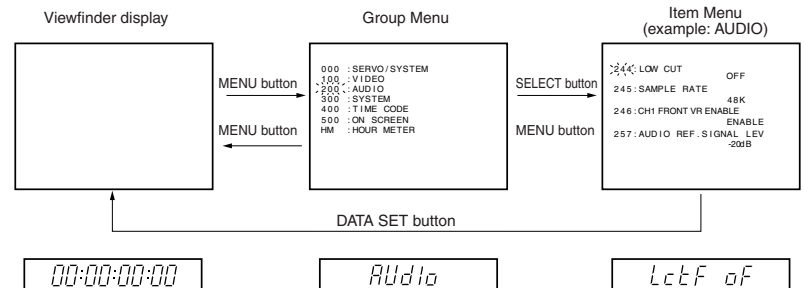 Viewfinder display
Group Menu
Item Menu
(example: AUDIO)
000 :SERVO/SYSTEM
100 :VIDEO
200 :AUDIO
300 :SYSTEM
400 :TIME CODE
500 :ON SCREEN
HM :HOUR METER
MENU button
MENU button
SELECT button
MENU button
244:LOW CUT
OFF
245:SAMPLE RATE
48K
246:CH1 FRONT VR ENABLE
ENABLE
257:AUDIO REF.SIGNAL LEV
-20dB
DATA SET button
00:00:00:00
AUdIo
LctF oF